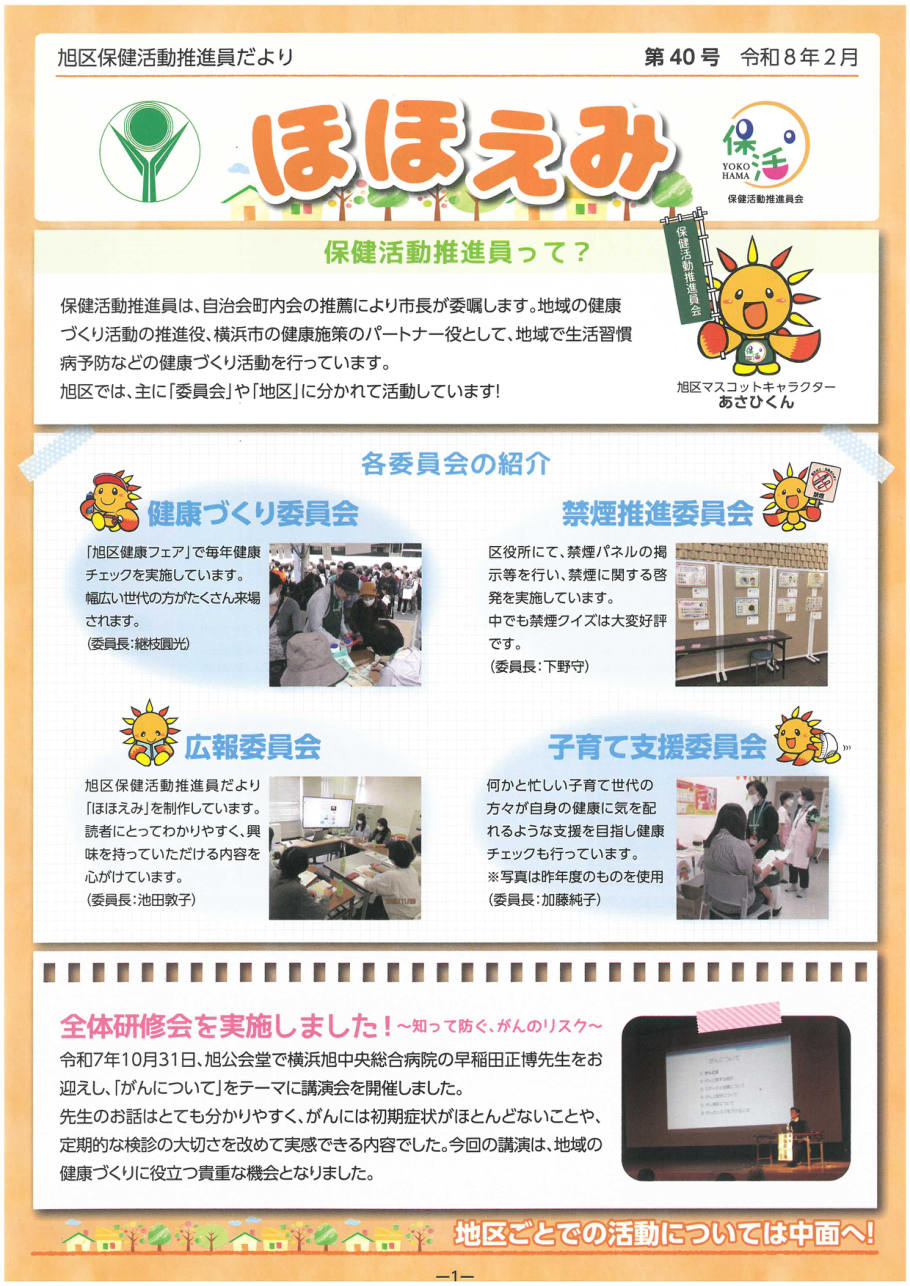 旭区保健活動推進員だより
第40号 令和8年2月
ほほえみ
保活
YOKO
HAMA
保健活動推進員会
保健活動推進員って？
保健活動推進員会
保健活動推進員は、自治会町内会の推薦により市長が委嘱します。地域の健康
づくり活動の推進役、横浜市の健康施策のパートナー役として、地域で生活習慣
病予防などの健康づくり活動を行っています。
旭区では、主に「委員会」や「地区」に分かれて活動しています!
保活
旭区マスコットキャラクター
あさひくん
各委員会の紹介
健康づくり委員会
「旭区健康フェア」で毎年健康
チェックを実施しています。
幅広い世代の方がたくさん来場
されます。
(委員長:継枝圓光)
禁煙推進委員会
禁煙
区役所にて、禁煙パネルの掲
示等を行い、禁煙に関する啓
発を実施しています。
中でも禁煙クイズは大変好評
です。
(委員長:下野守)
広報委員会
旭区保健活動推進員だより
「ほほえみ」を制作しています。
読者にとってわかりやすく、興
味を持っていただける内容を
心がけています。
(委員長:池田敦子)
子育て支援委員会
何かと忙しい子育て世代の
方々が自身の健康に気を配
れるような支援を目指し健康
チェックも行っています。
※写真は昨年度のものを使用
(委員長:加藤純子)
全体研修会を実施しました！～知って防ぐ、がんのリスク～
令和7年10月31日、旭公会堂で横浜旭中央総合病院の早稲田正博先生をお
迎えし、「がんについて」をテーマに講演会を開催しました。
先生のお話はとても分かりやすく、がんには初期症状がほとんどないことや、
定期的な検診の大切さを改めて実感できる内容でした。今回の講演は、地域の
健康づくりに役立つ貴重な機会となりました。
がんについて
地区ごとでの活動については中面へ!
—1—